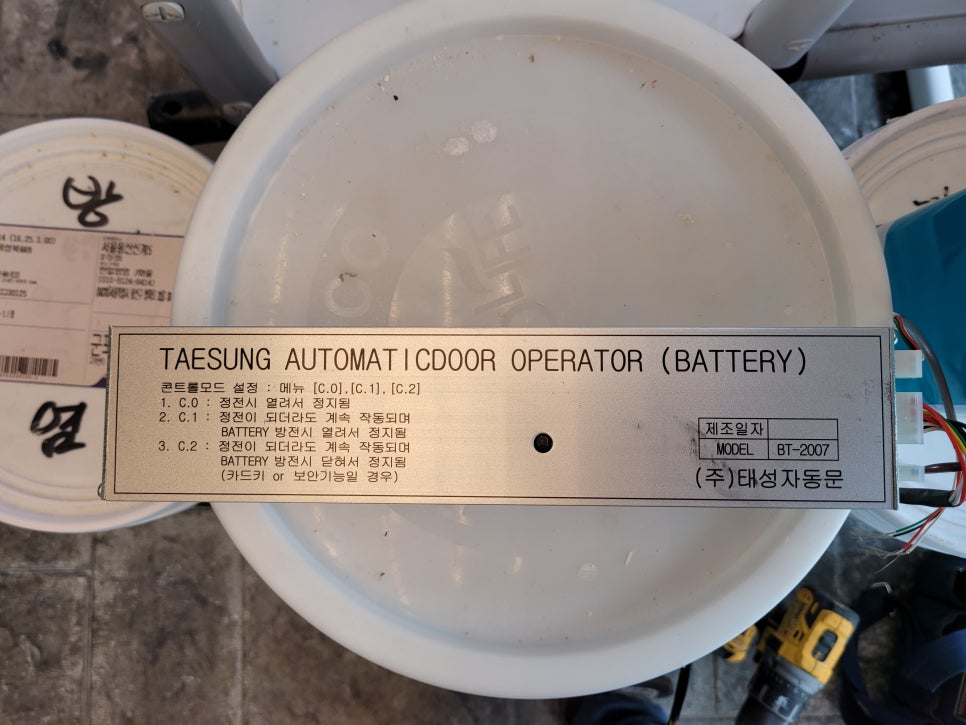 TAESUNG AUTOMATICDOOR OPERATOR (BATTERY)
콘트롤모드 설정 : 메뉴 [C.0],[C.1], [C.2]
1. C.0 : 정전시 열려서 정지됨
2. C.1 : 정전이 되더라도 계속 작동되며
BATTERY 방전시 열려서 정지됨
3. C.2 : 정전이 되더라도 계속 작동되며
BATTERY 방전시 닫혀서 정지됨
(카드키 or 보안기능일 경우)
제조일자
MODEL BT-2007
(주)태성자동문